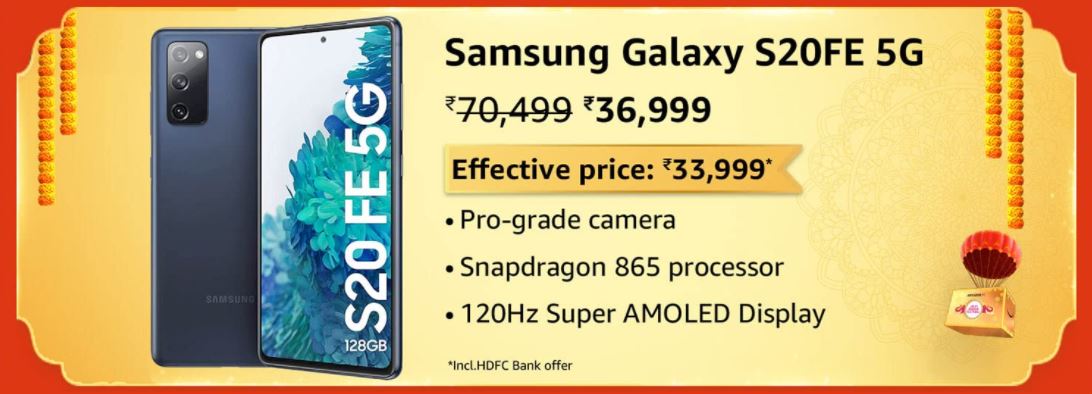 Samsung Galaxy S20FE 5G
₹70,499 ₹36,999
Effective price: ₹33,999*
• Pro-grade camera
• Snapdragon 865 processor
• 120Hz Super AMOLED Display
*Incl.HDFC Bank offer
S20 FE 5G
128GB
SAMSUNG